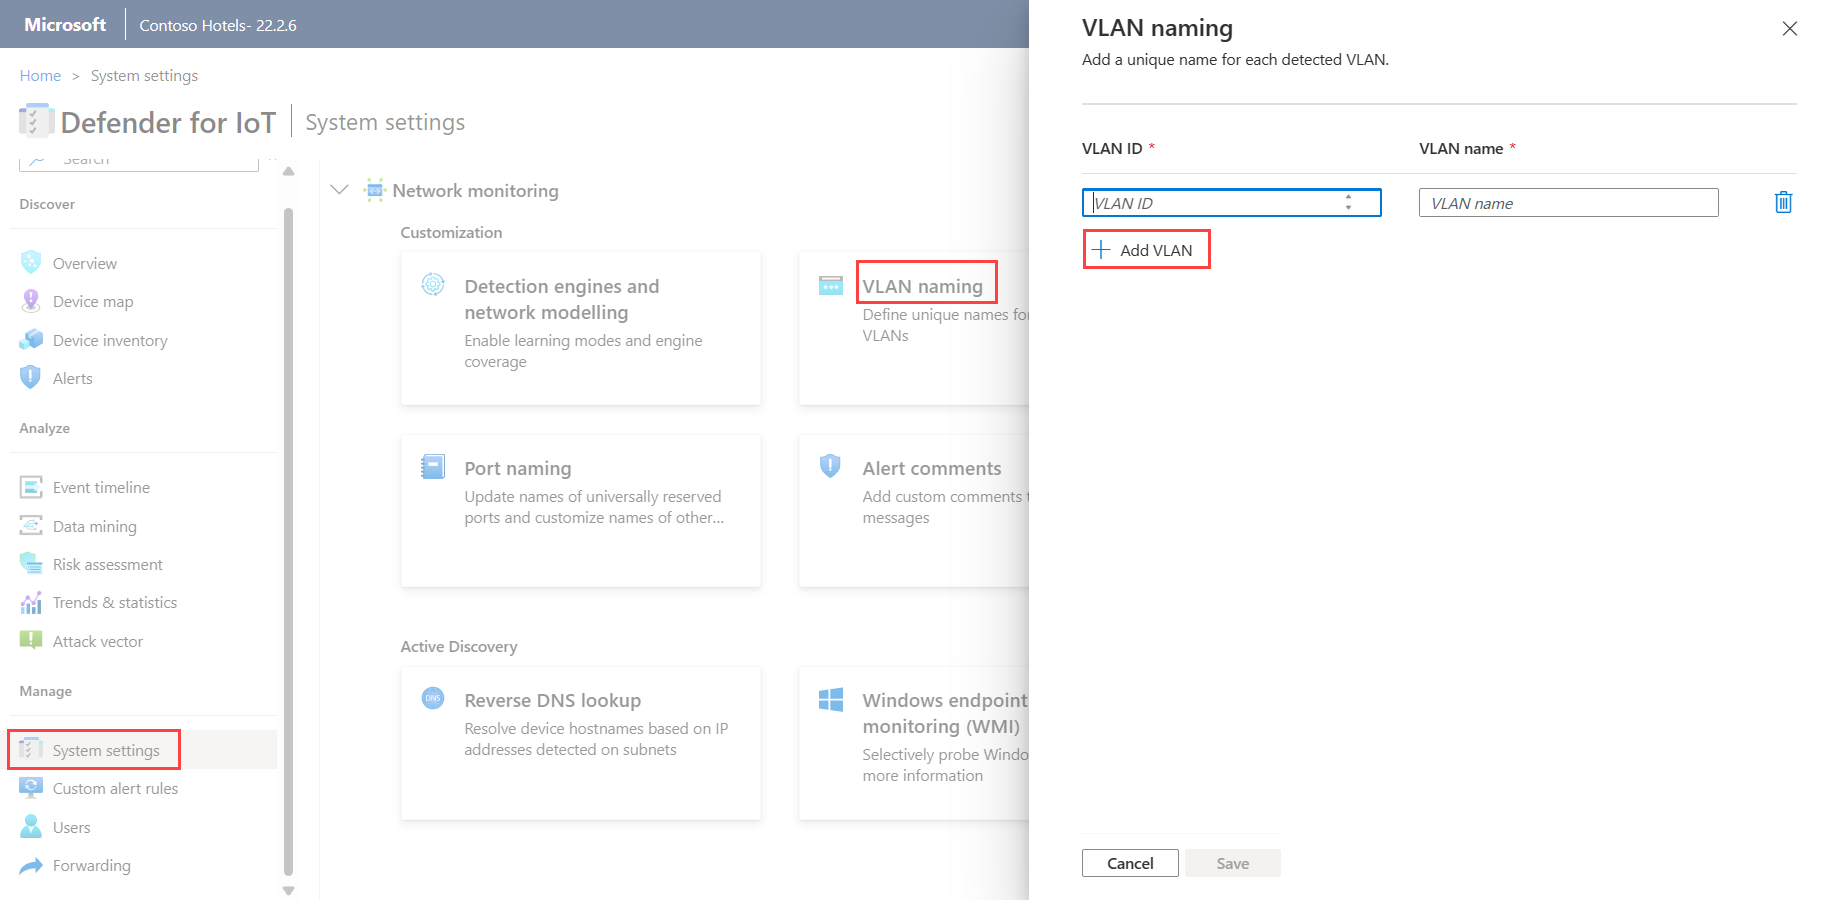 Microsoft
Contoso Hotels- 22.2.6
Home > System settings
Defender for IoT
System settings
Search
Discover
Overview
Device map
Device inventory
Alerts
Analyze
Event timeline
Data mining
Risk assessment
Trends & statistics
Attack vector
Manage
System settings
Custom alert rules
Users
Forwarding
Network monitoring
Customization
Detection engines and
network modelling
Enable learning modes and engine
coverage
VLAN naming
Define unique names for
VLANs
Port naming
Update names of universally reserved
ports and customize names of other...
Alert comments
Add custom comments t
messages
Active Discovery
DNS
Reverse DNS lookup
Resolve device hostnames based on IP
addresses detected on subnets
Windows endpoint
monitoring (WMI)
Selectively probe Windo
more information
VLAN naming
Add a unique name for each detected VLAN.
VLAN ID *
VLAN name *
VLAN ID
VLAN name
Add VLAN
Cancel
Save